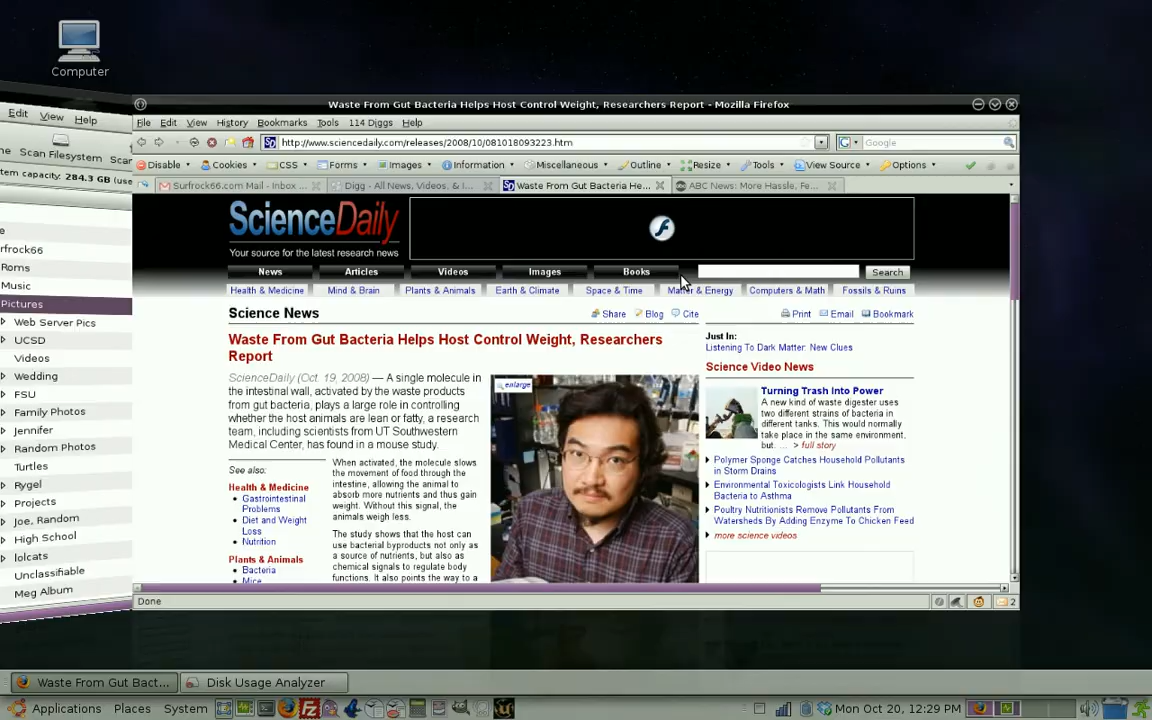 Computer
Edit View Help
Scan Filesystem
284.3 GB
rfrock66
Roms
Music
Pictures
Web Server Pics
UCSD
Videos
Wedding
FSU
Family Photos
Jennifer
Random Photos
Turtles
Rygel
Projects
Joe, Random
High School
lolcats
Unclassifiable
Meg Album
Waste From Gut Bacteria Helps Host Control Weight, Researchers Report - Mozilla Firefox
File Edit View History Bookmarks Tools 114 Diggs Help
http://www.sciencedaily.com/releases/2008/10/081018093223.htm
Google
Disable Cookies CSS Forms Images Information Miscellaneous Outline Resize Tools View Source Options
Surfrock66.com Mail - Inbox ... Digg - All News, Videos, & I... Waste From Gut Bacteria He... ABC News: More Hassle, Fe...
ScienceDaily
Your source for the latest research news
News Articles Videos Images Books Search
Health & Medicine Mind & Brain Plants & Animals Earth & Climate Space & Time Matter & Energy Computers & Math Fossils & Ruins
Science News
Share Blog Cite
Print Email Bookmark
Waste From Gut Bacteria Helps Host Control Weight, Researchers
Report
ScienceDaily (Oct. 19, 2008) — A single molecule in
the intestinal wall, activated by the waste products
from gut bacteria, plays a large role in controlling
whether the host animals are lean or fatty, a research
team, including scientists from UT Southwestern
Medical Center, has found in a mouse study.
enlarge
See also:
Health & Medicine
Gastrointestinal
Problems
Diet and Weight
Loss
Nutrition
Plants & Animals
Bacteria
Mice
When activated, the molecule slows
the movement of food through the
intestine, allowing the animal to
absorb more nutrients and thus gain
weight. Without this signal, the
animals weigh less.
The study shows that the host can
use bacterial byproducts not only as
a source of nutrients, but also as
chemical signals to regulate body
functions. It also points the way to a
Just In:
Listening To Dark Matter: New Clues
Science Video News
Turning Trash Into Power
A new kind of waste digester uses
two different strains of bacteria in
different tanks. This would normally
take place in the same environment,
but. ... > full story
Polymer Sponge Catches Household Pollutants
in Storm Drains
Environmental Toxicologists Link Household
Bacteria to Asthma
Poultry Nutritionists Remove Pollutants From
Watersheds By Adding Enzyme To Chicken Feed
more science videos
Done
2
Waste From Gut Bact... Disk Usage Analyzer
Applications Places System
Mon Oct 20, 12:29 PM